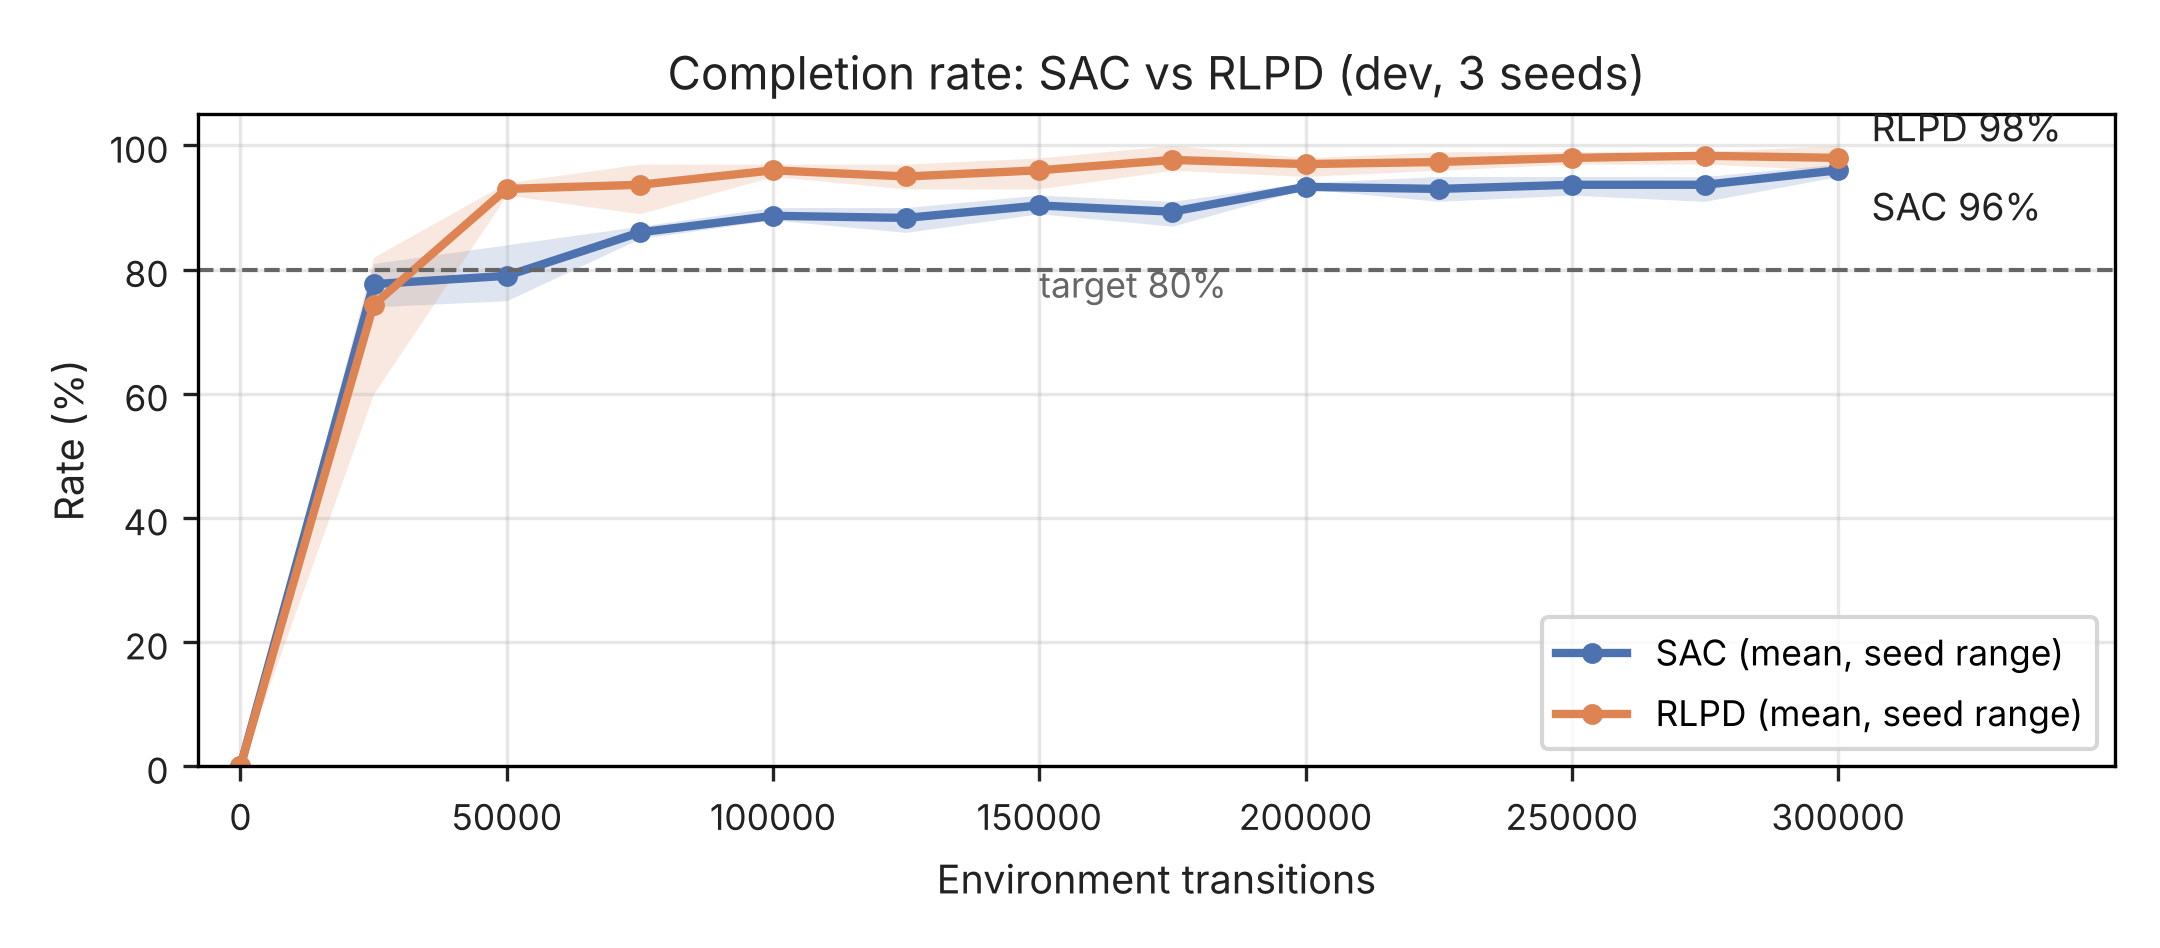 Completion rate: SAC vs RLPD (dev, 3 seeds)
RLPD 98%
SAC 96%
target 80%
Rate (%)
100
80
60
40
20
0
SAC (mean, seed range)
RLPD (mean, seed range)
0 50000 100000 150000 200000 250000 300000
Environment transitions